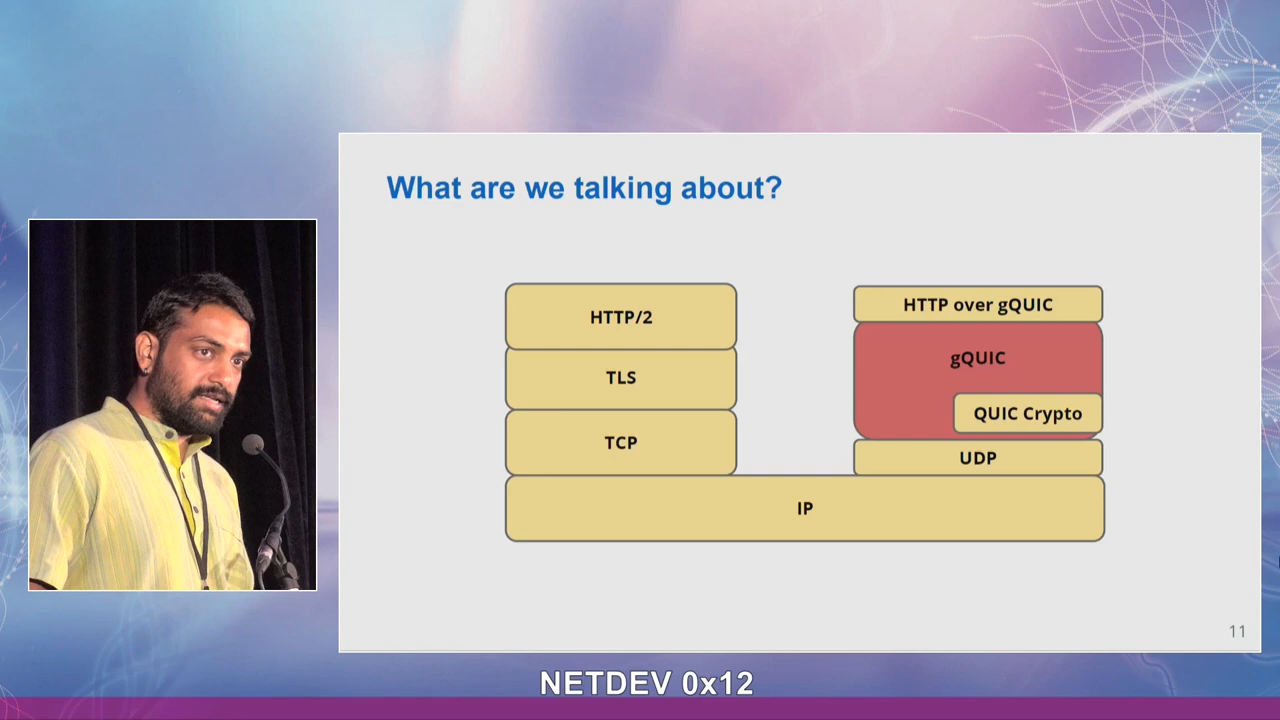 What are we talking about?
HTTP/2
TLS
TCP
HTTP over gQUIC
gQUIC
QUIC Crypto
UDP
IP
11
NETDEV 0x12